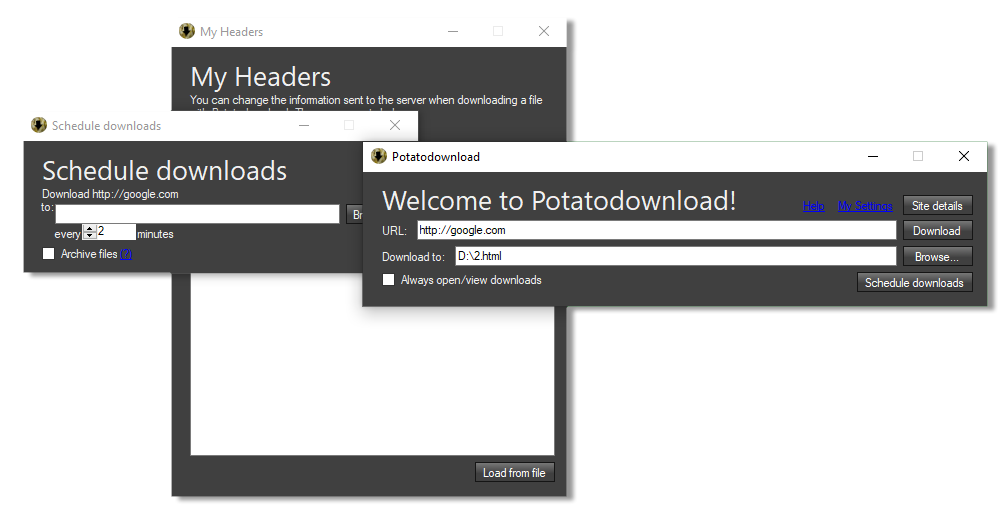 My Headers
My Headers
You can change the information sent to the server when downloading a file
Schedule downloads
Schedule downloads
Download http://google.com
to:
every 2 minutes
Archive files (?)
Potatodownload
Welcome to Potatodownload!
Help My Settings Site details
URL: http://google.com Download
Download to: D:\2.html Browse...
Always open/view downloads
Schedule downloads
Load from file